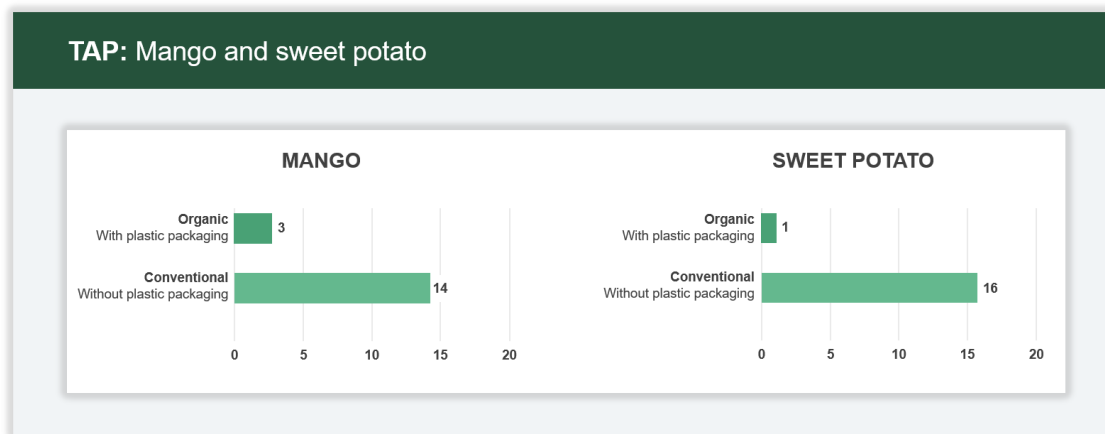 TAP: Mango and sweet potato
MANGO
Organic
With plastic packaging
3
Conventional
Without plastic packaging
14
0 5 10 15 20
SWEET POTATO
Organic
With plastic packaging
1
Conventional
Without plastic packaging
16
0 5 10 15 20